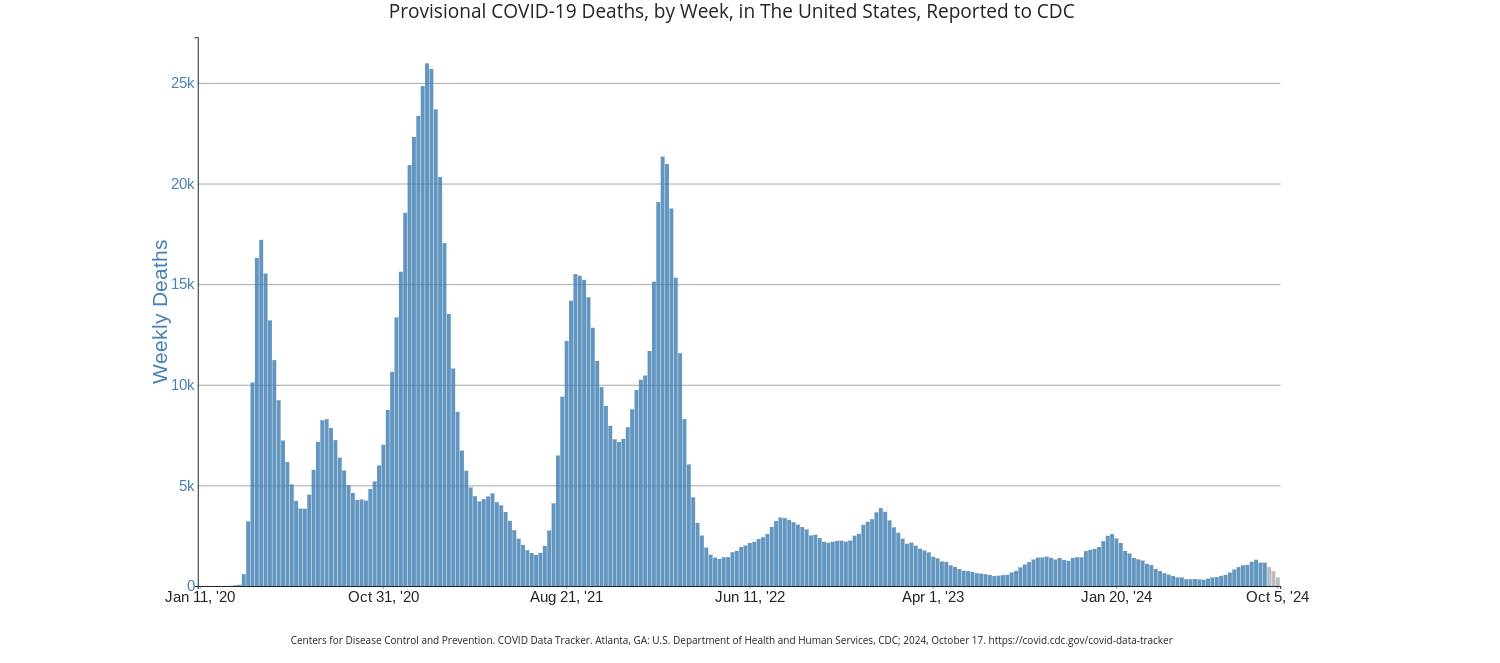 Provisional COVID-19 Deaths, by Week, in The United States, Reported to CDC
Weekly Deaths
25k
20k
15k
10k
5k
0
Jan 11, '20 Oct 31, '20 Aug 21, '21 Jun 11, '22 Apr 1, '23 Jan 20, '24 Oct 5, '24
Centers for Disease Control and Prevention. COVID Data Tracker. Atlanta, GA: U.S. Department of Health and Human Services, CDC; 2024, October 17. https://covid.cdc.gov/covid-data-tracker